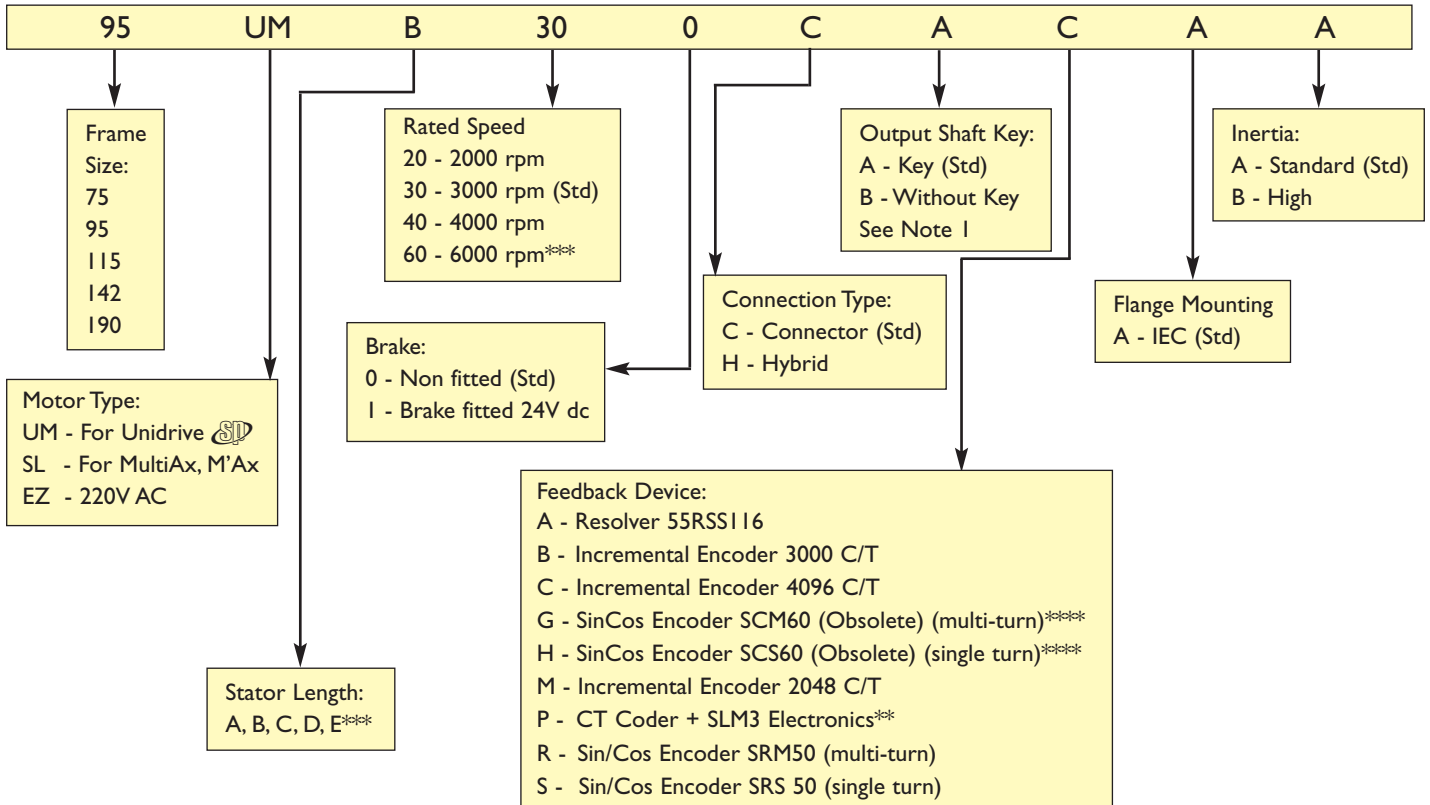 95 UM B 30 0 C A C A A
Frame
Size:
75
95
115
142
190
Rated Speed
20 - 2000 rpm
30 - 3000 rpm (Std)
40 - 4000 rpm
60 - 6000 rpm***
Output Shaft Key:
A - Key (Std)
B - Without Key
See Note 1
Inertia:
A - Standard (Std)
B - High
Connection Type:
C - Connector (Std)
H - Hybrid
Flange Mounting
A - IEC (Std)
Brake:
0 - Non fitted (Std)
1 - Brake fitted 24V dc
Motor Type:
UM - For Unidrive SP
SL - For MultiAx, M'Ax
EZ - 220V AC
Feedback Device:
A - Resolver 55RSS116
B - Incremental Encoder 3000 C/T
C - Incremental Encoder 4096 C/T
G - SinCos Encoder SCM60 (Obsolete) (multi-turn)****
H - SinCos Encoder SCS60 (Obsolete) (single turn)****
M - Incremental Encoder 2048 C/T
P - CT Coder + SLM3 Electronics**
R - Sin/Cos Encoder SRM50 (multi-turn)
S - Sin/Cos Encoder SRS 50 (single turn)
Stator Length:
A, B, C, D, E***